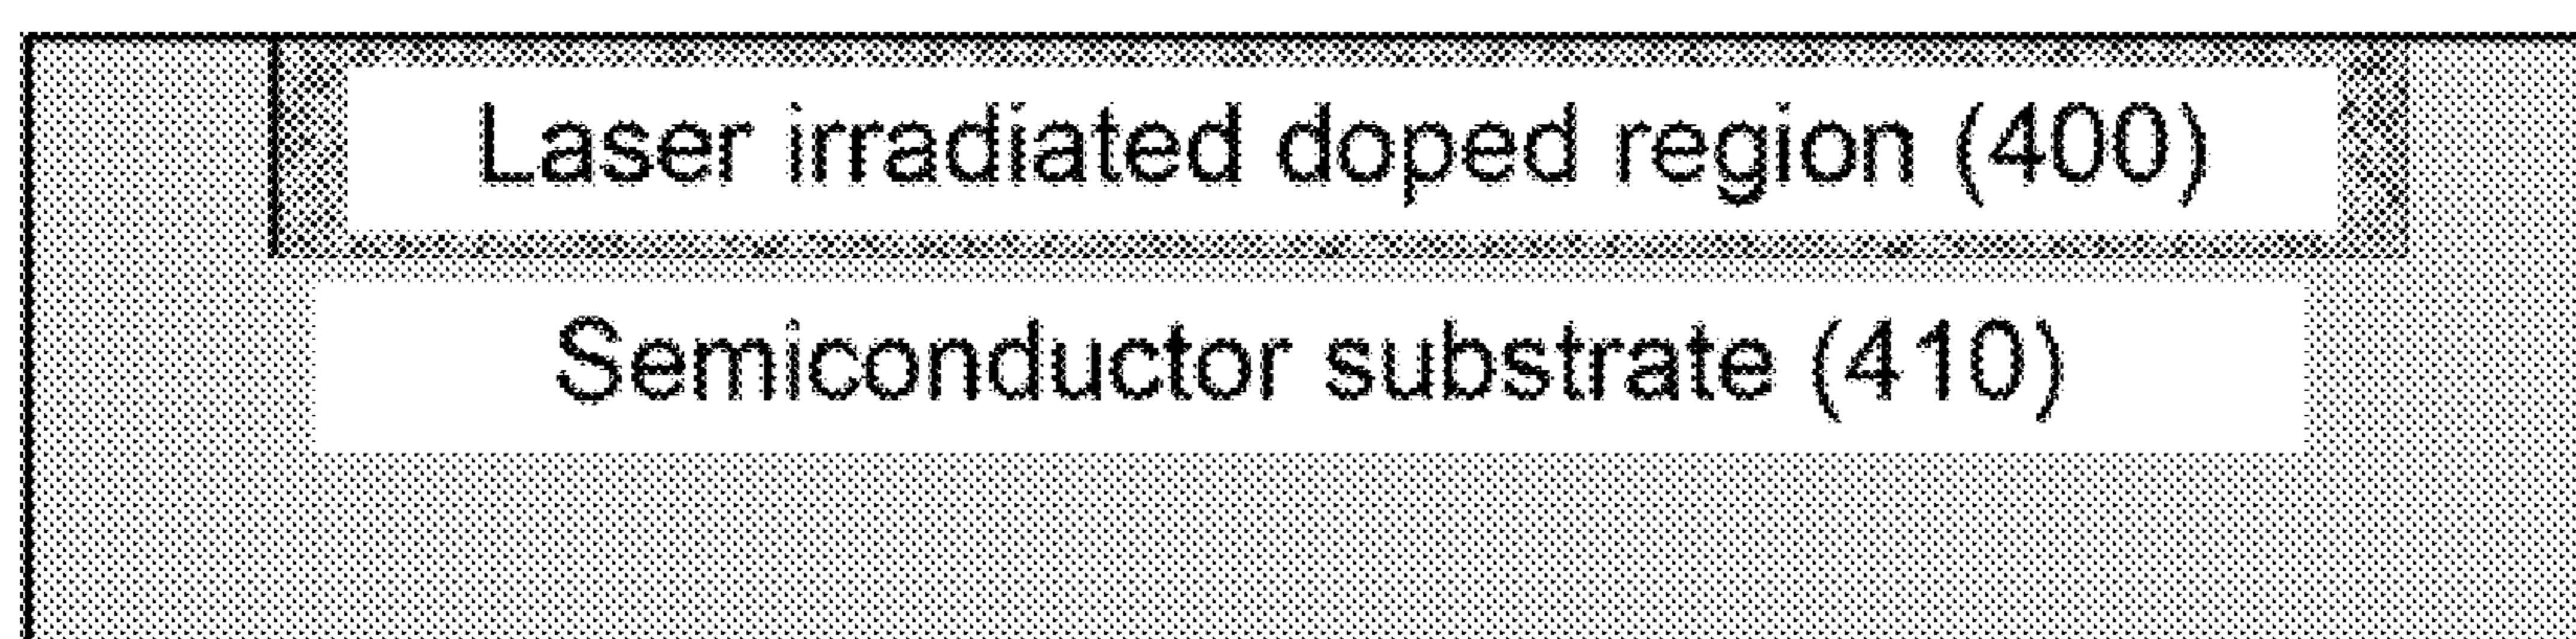 Laser irradiated doped region (400)
Semiconductor substrate (410)